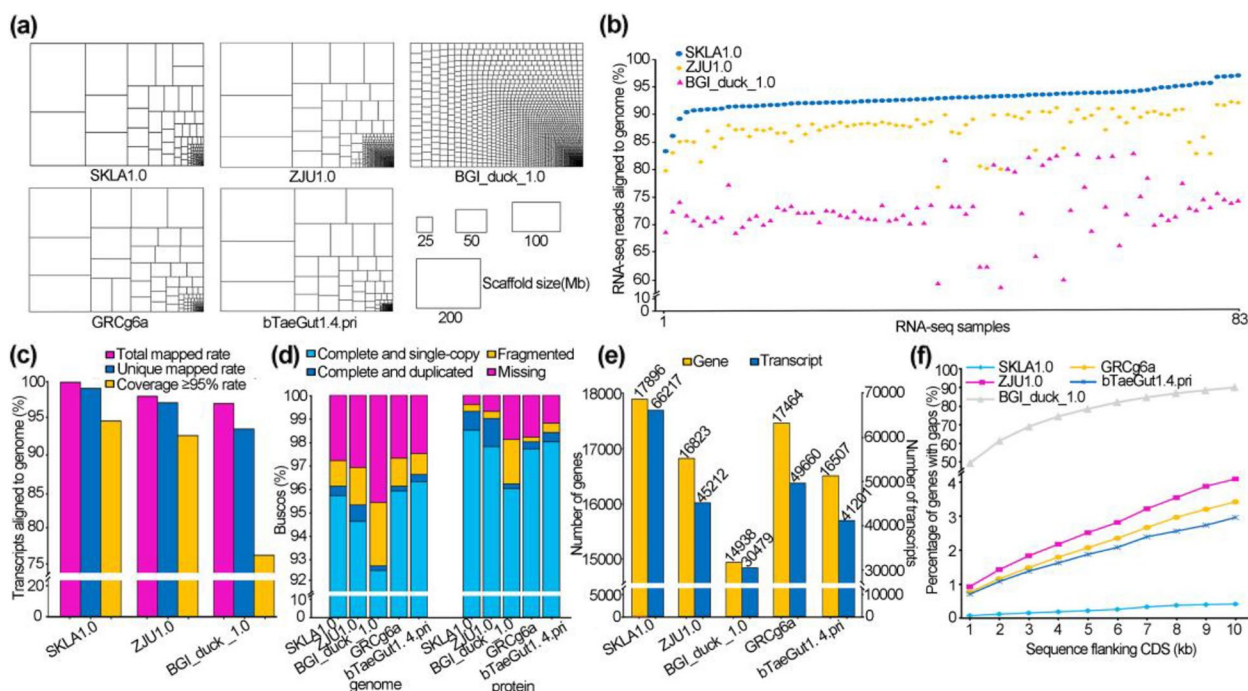 (a)
SKLA1.0
ZJU1.0
BGI_duck_1.0
GRCg6a
bTaeGut1.4.pri
25
50
100
200
Scaffold size(Mb)
(b)
SKLA1.0
ZJU1.0
BGI_duck_1.0
RNA-seq reads aligned to genome (%)
100
95
90
85
80
75
70
65
60
10
0
1
83
RNA-seq samples
(c)
Total mapped rate
Unique mapped rate
Coverage ≥95% rate
Transcripts aligned to genome (%)
100
95
90
85
80
75
20
0
SKLA1.0
ZJU1.0
BGI_duck_1.0
(d)
Complete and single-copy
Complete and duplicated
Fragmented
Missing
Buscos (%)
100
99
98
97
96
95
94
93
92
10
0
SKLA1.0
ZJU1.0
BGI_duck_1.0
GRCg6a
bTaeGut1.4.pri
genome
SKLA1.0
ZJU1.0
BGI_duck_1.0
GRCg6a
bTaeGut1.4.pri
protein
(e)
Gene
Transcript
Number of genes
18000
17000
16000
15000
5000
0
17896
66217
16823
45212
14938
30479
17464
49660
16507
41201
70000
60000
50000
40000
30000
10000
0
Number of transcripts
SKLA1.0
ZJU1.0
BGI_duck_1.0
GRCg6a
bTaeGut1.4.pri
(f)
SKLA1.0
ZJU1.0
BGI_duck_1.0
GRCg6a
bTaeGut1.4.pri
Percentage of genes with gaps (%)
100
90
80
70
60
50
4
3
2
1
0
1 2 3 4 5 6 7 8 9 10
Sequence flanking CDS (kb)